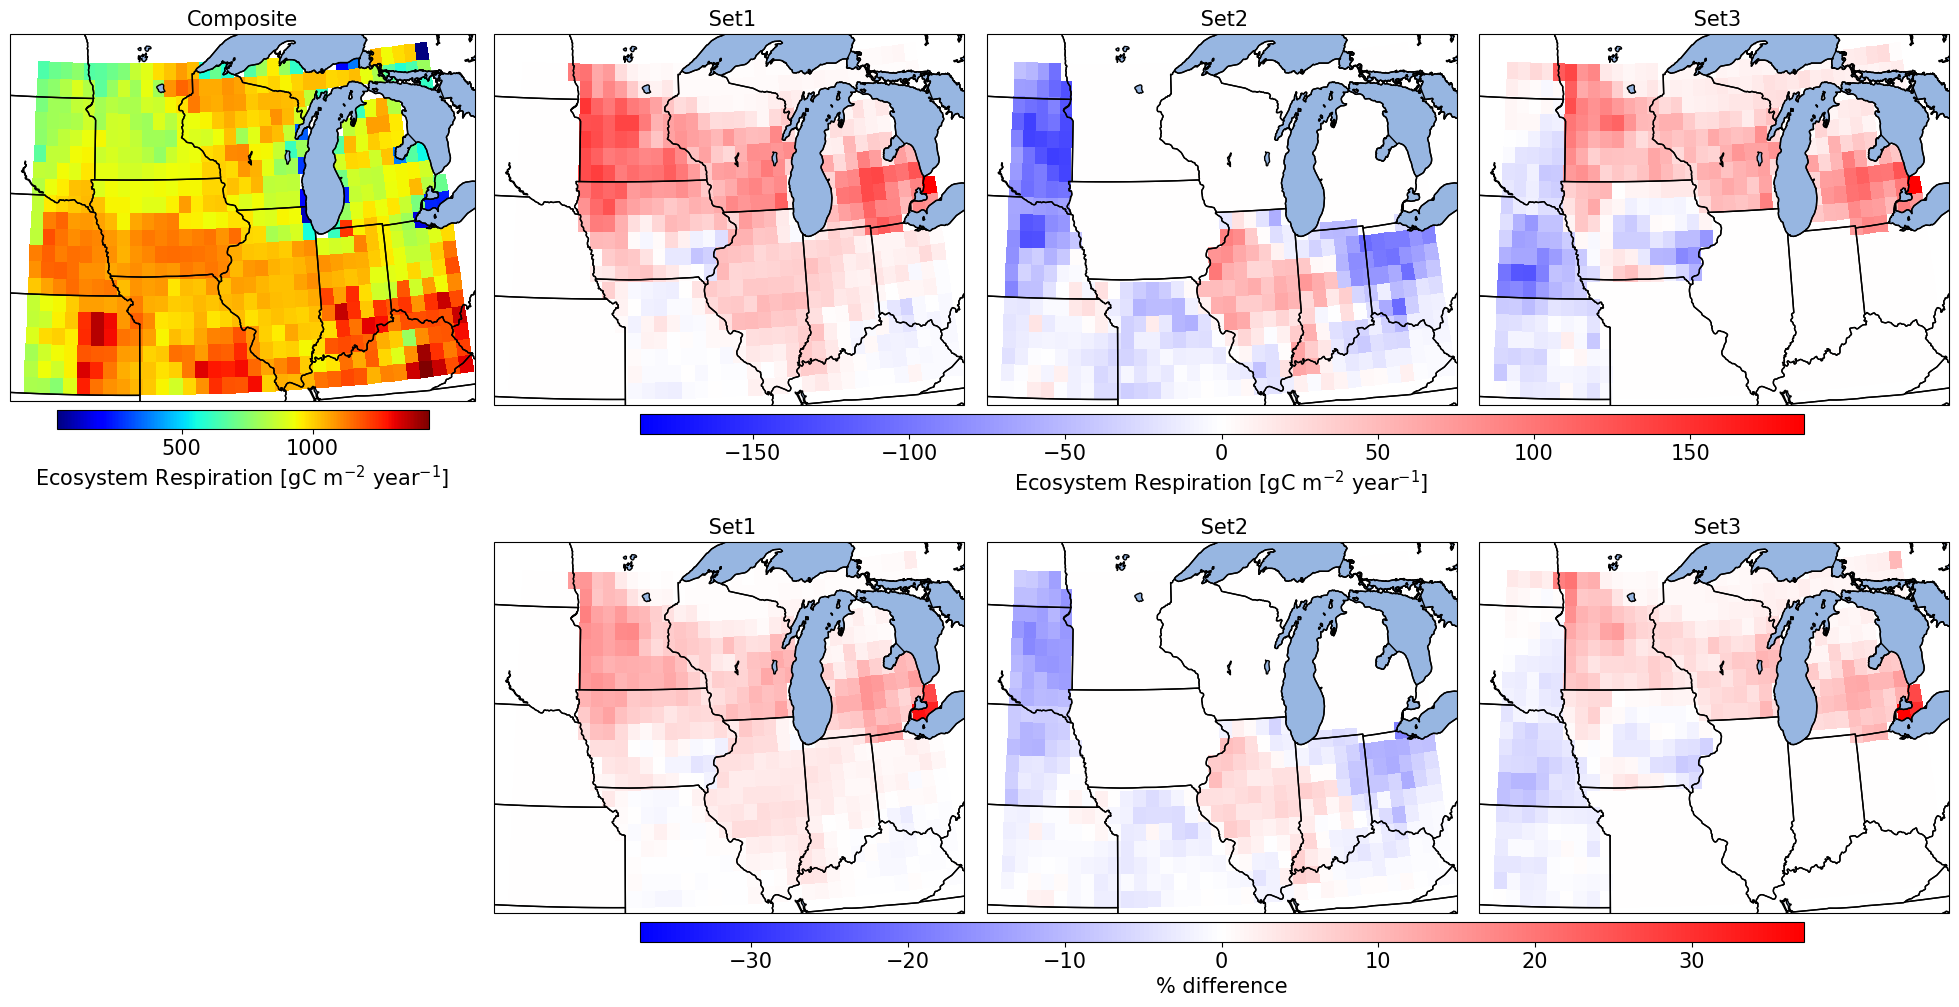 Composite
Set1
Set2
Set3
500 1000
Ecosystem Respiration [gC m⁻² year⁻¹]
−150 −100 −50 0 50 100 150
Ecosystem Respiration [gC m⁻² year⁻¹]
Set1
Set2
Set3
−30 −20 −10 0 10 20 30
% difference